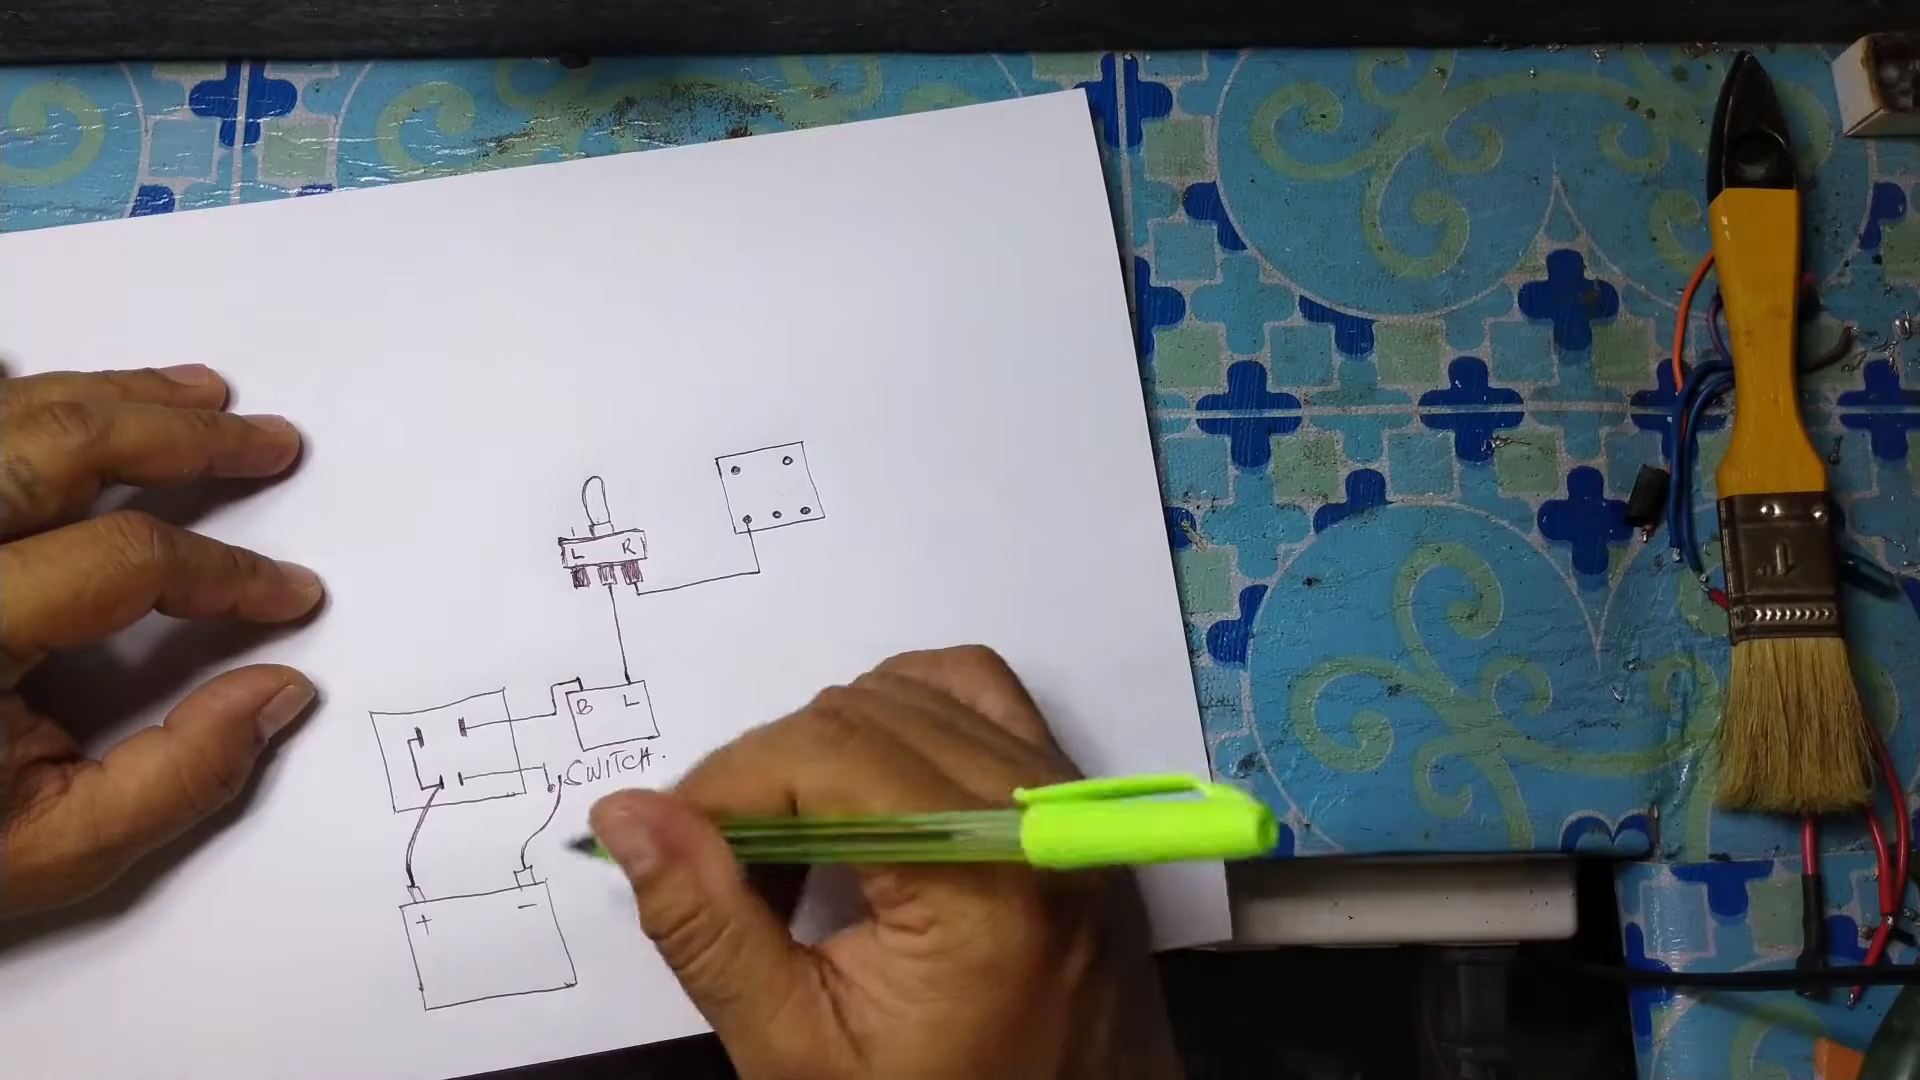 L R
B L
SWITCH.
+ -